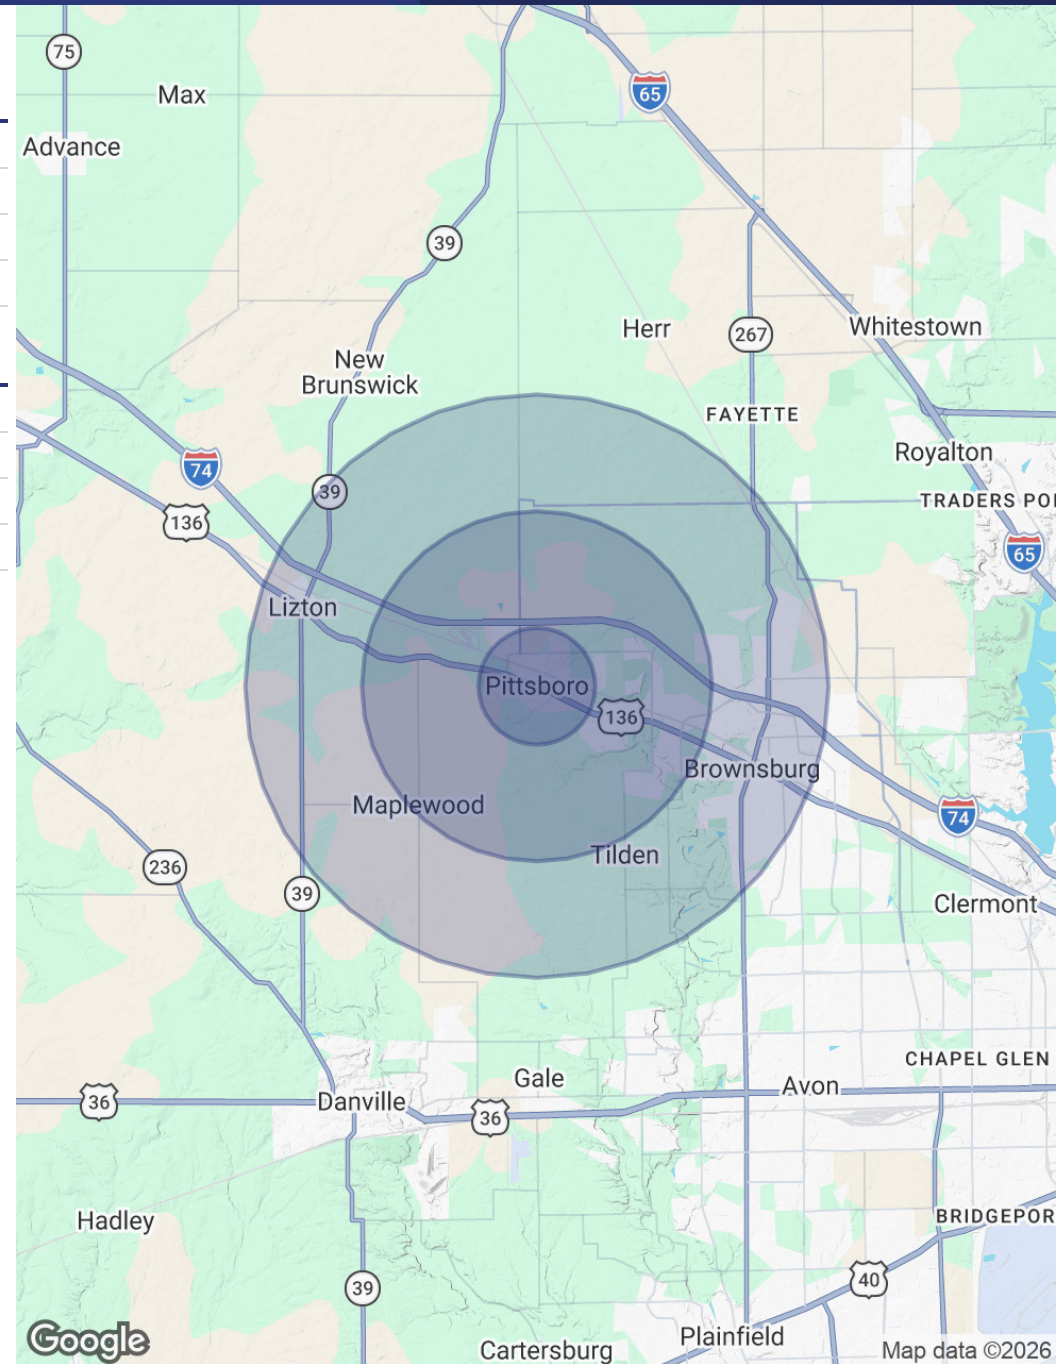 75
Max
65
Advance
39
Herr
267
Whitestown
New
Brunswick
FAYETTE
Royalton
74
39
TRADERS POI
136
65
Lizton
Pittsboro
136
Brownsburg
Maplewood
74
Tilden
236
39
Clermont
CHAPEL GLEN
Gale
Avon
36
Danville
36
Hadley
BRIDGEPOR
40
39
Google
Cartersburg
Plainfield
Map data ©2026